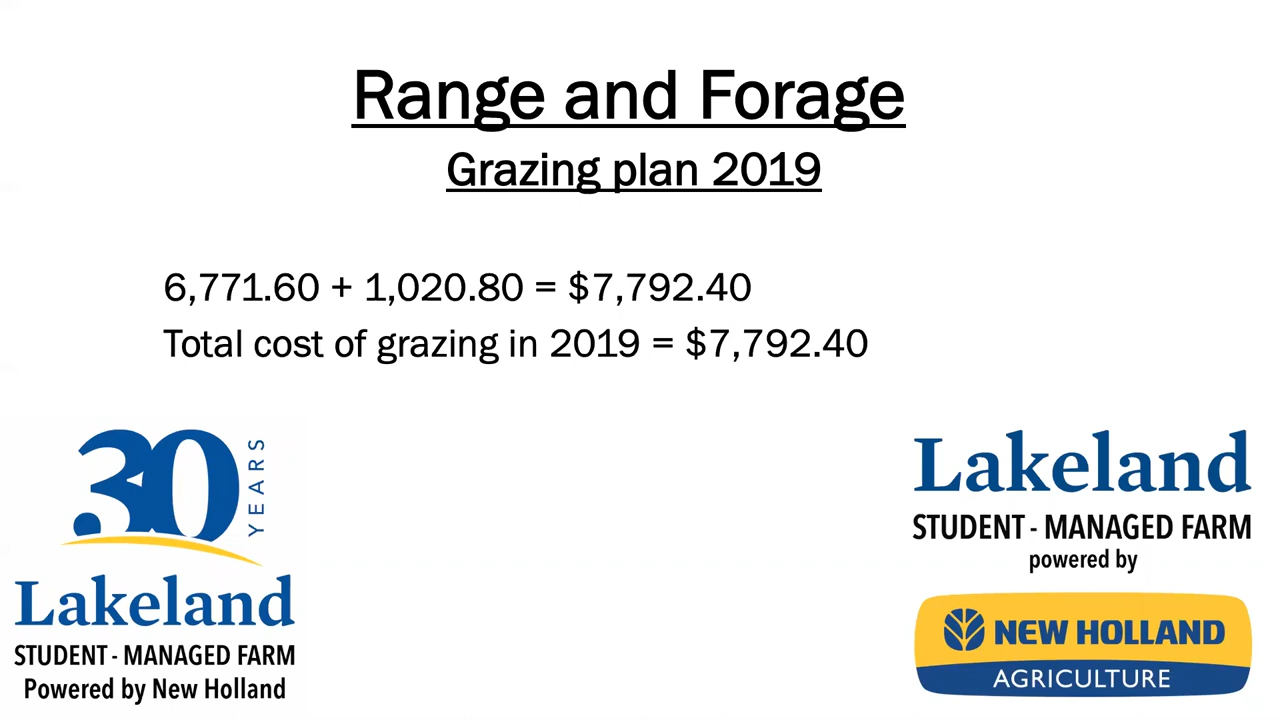 Range and Forage
Grazing plan 2019
6,771.60 + 1,020.80 = $7,792.40
Total cost of grazing in 2019 = $7,792.40
30 YEARS
Lakeland
STUDENT - MANAGED FARM
Powered by New Holland
Lakeland
STUDENT - MANAGED FARM
powered by
NEW HOLLAND
AGRICULTURE